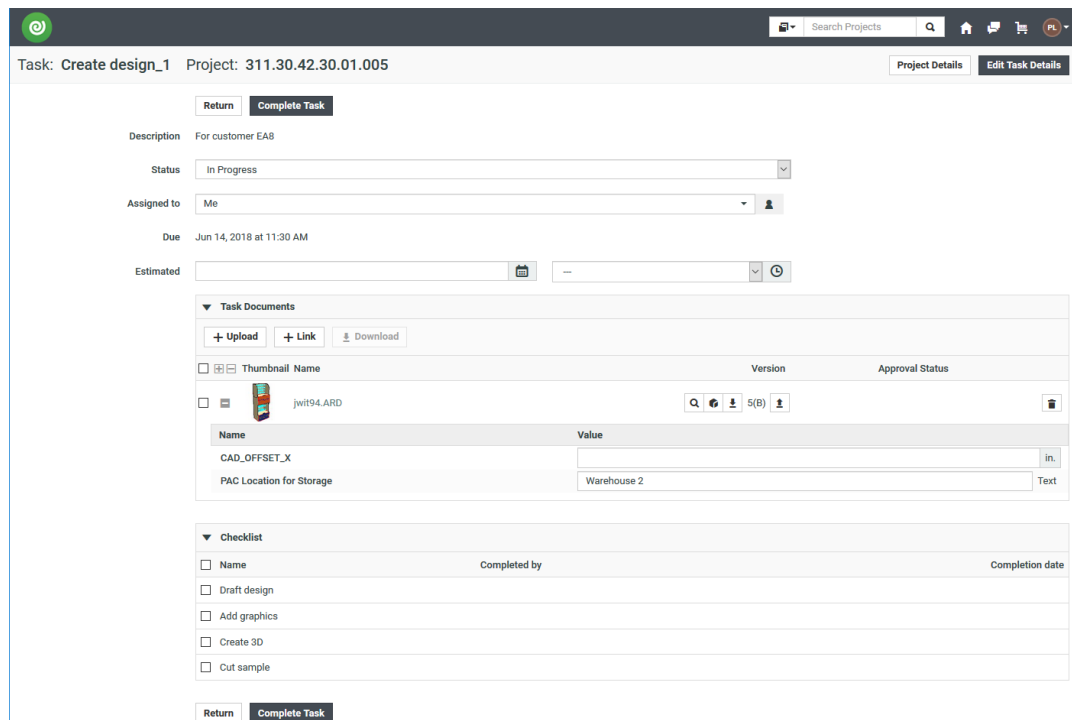 Search Projects
PL
Task: Create design_1 Project: 311.30.42.30.01.005
Project Details
Edit Task Details
Return
Complete Task
Description For customer EA8
Status In Progress
Assigned to Me
Due Jun 14, 2018 at 11:30 AM
Estimated ---
Task Documents
+ Upload
+ Link
Download
Thumbnail Name Version Approval Status
jwit94.ARD 5(B)
Name Value
CAD_OFFSET_X in.
PAC Location for Storage Warehouse 2 Text
Checklist
Name Completed by Completion date
Draft design
Add graphics
Create 3D
Cut sample
Return
Complete Task